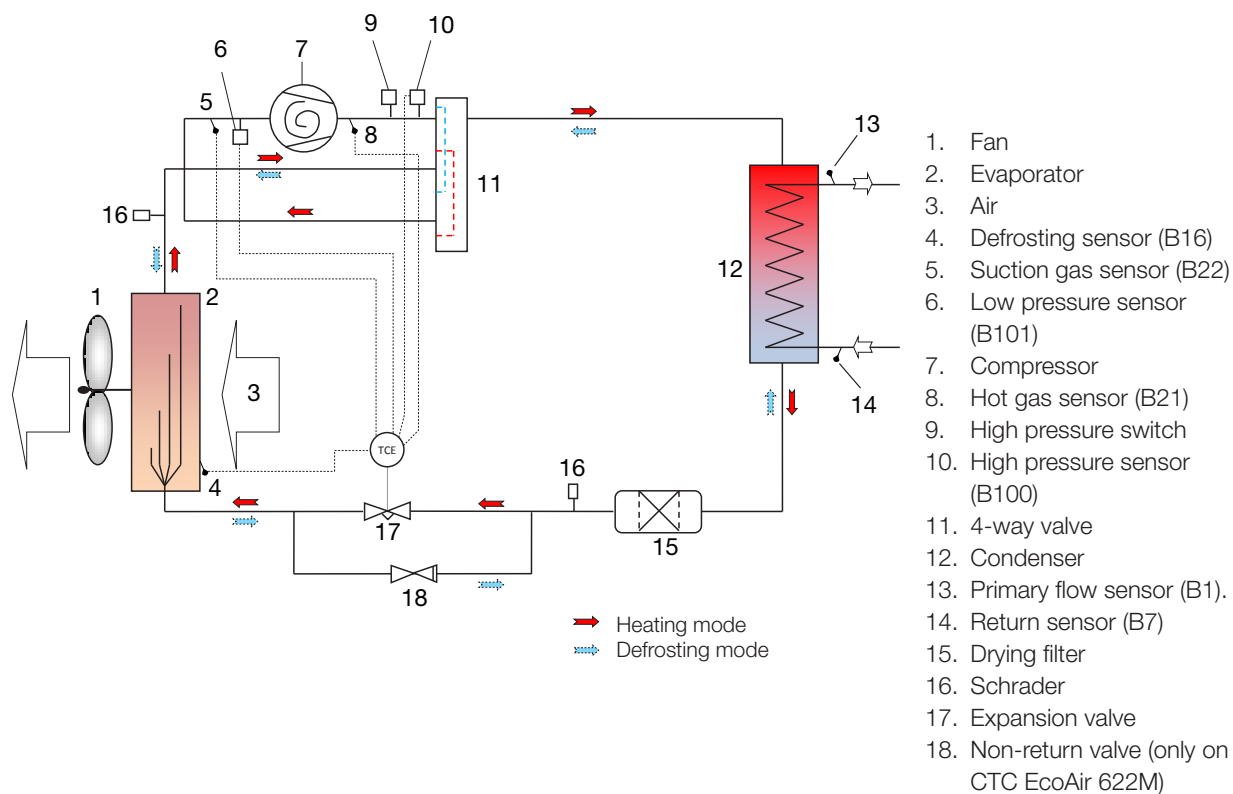 9
10
6
7
5
8
13
11
16
12
1
2
3
14
TCE
4
16
17
15
18
Heating mode
Defrosting mode
1. Fan
2. Evaporator
3. Air
4. Defrosting sensor (B16)
5. Suction gas sensor (B22)
6. Low pressure sensor
(B101)
7. Compressor
8. Hot gas sensor (B21)
9. High pressure switch
10. High pressure sensor
(B100)
11. 4-way valve
12. Condenser
13. Primary flow sensor (B1).
14. Return sensor (B7)
15. Drying filter
16. Schrader
17. Expansion valve
18. Non-return valve (only on
CTC EcoAir 622M)